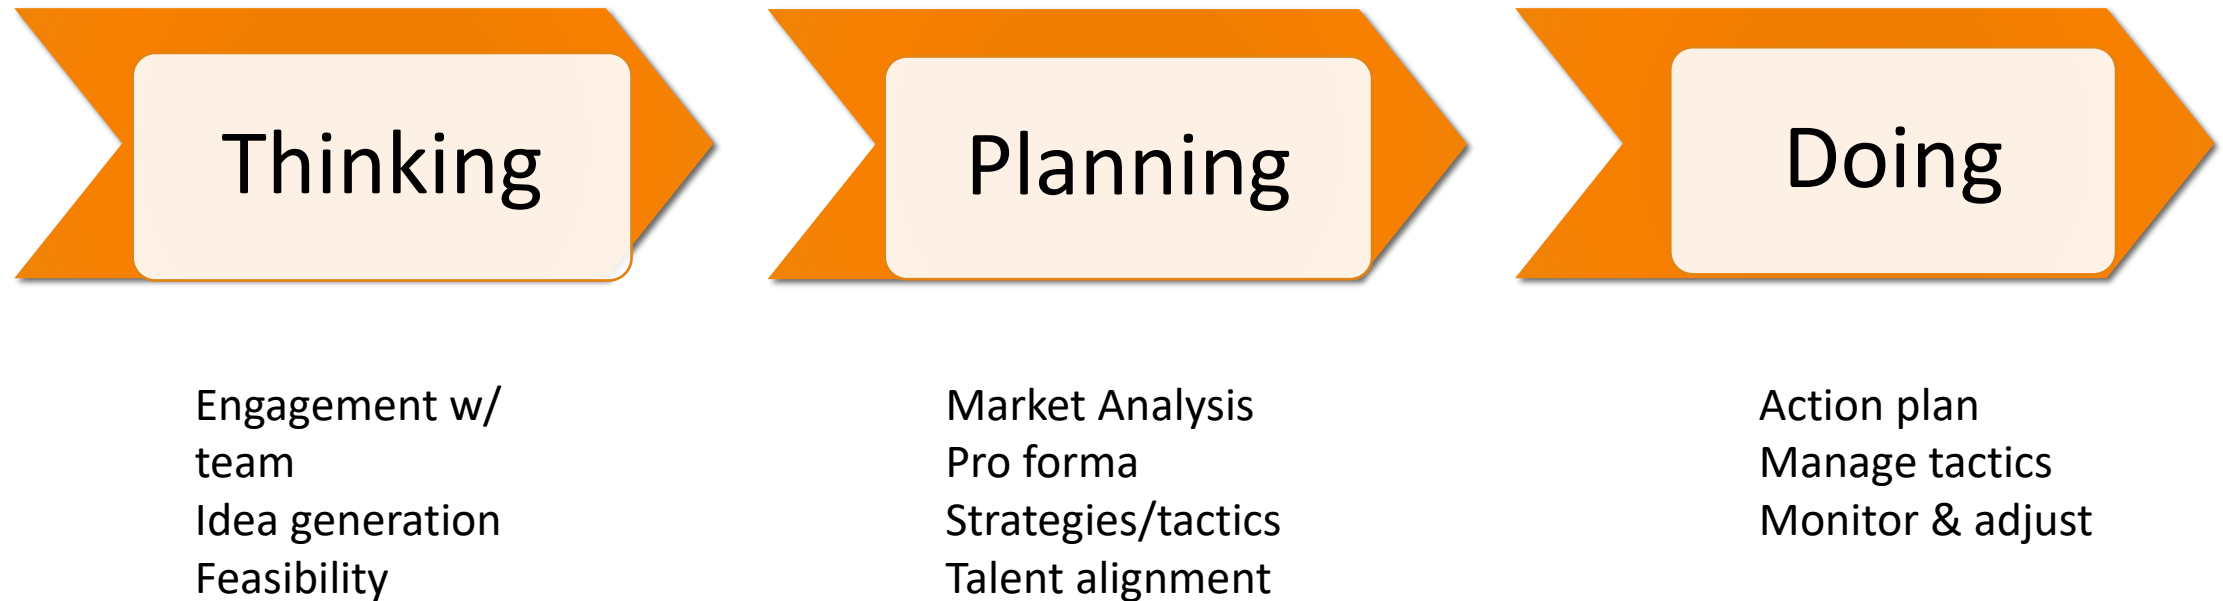 Thinking
Planning
Doing
Engagement w/
team
Idea generation
Feasibility
Market Analysis
Pro forma
Strategies/tactics
Talent alignment
Action plan
Manage tactics
Monitor & adjust